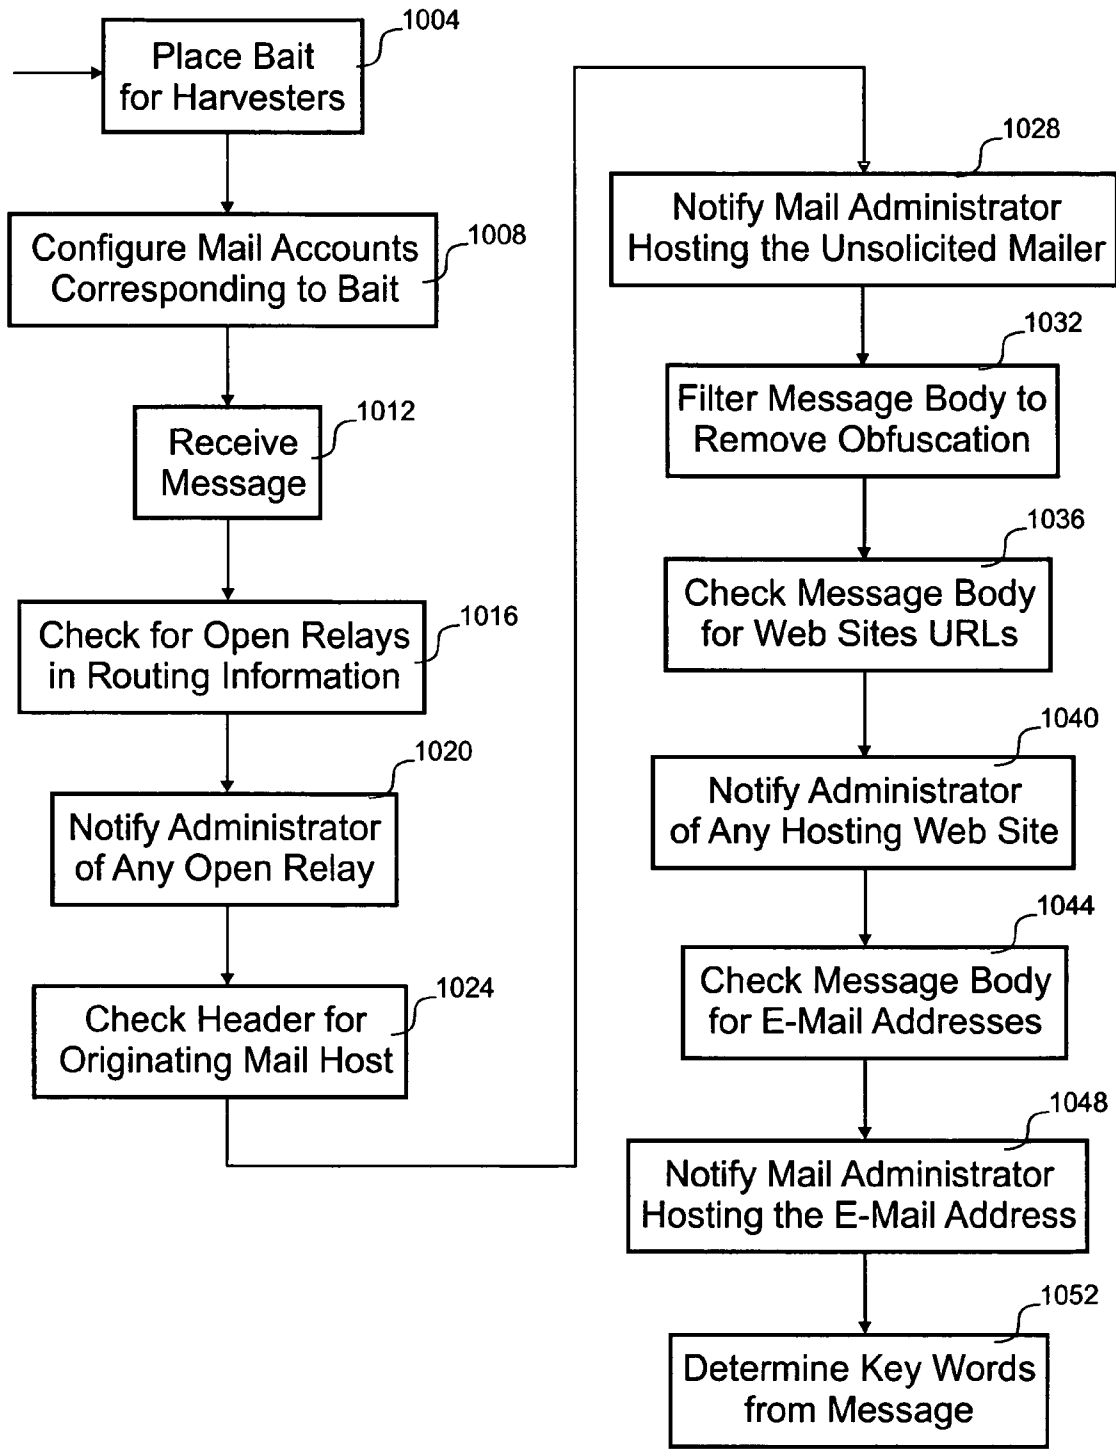 1004
Place Bait
for Harvesters
1008
Configure Mail Accounts
Corresponding to Bait
1012
Receive
Message
1016
Check for Open Relays
in Routing Information
1020
Notify Administrator
of Any Open Relay
1024
Check Header for
Originating Mail Host
1028
Notify Mail Administrator
Hosting the Unsolicited Mailer
1032
Filter Message Body to
Remove Obfuscation
1036
Check Message Body
for Web Sites URLs
1040
Notify Administrator
of Any Hosting Web Site
1044
Check Message Body
for E-Mail Addresses
1048
Notify Mail Administrator
Hosting the E-Mail Address
1052
Determine Key Words
from Message